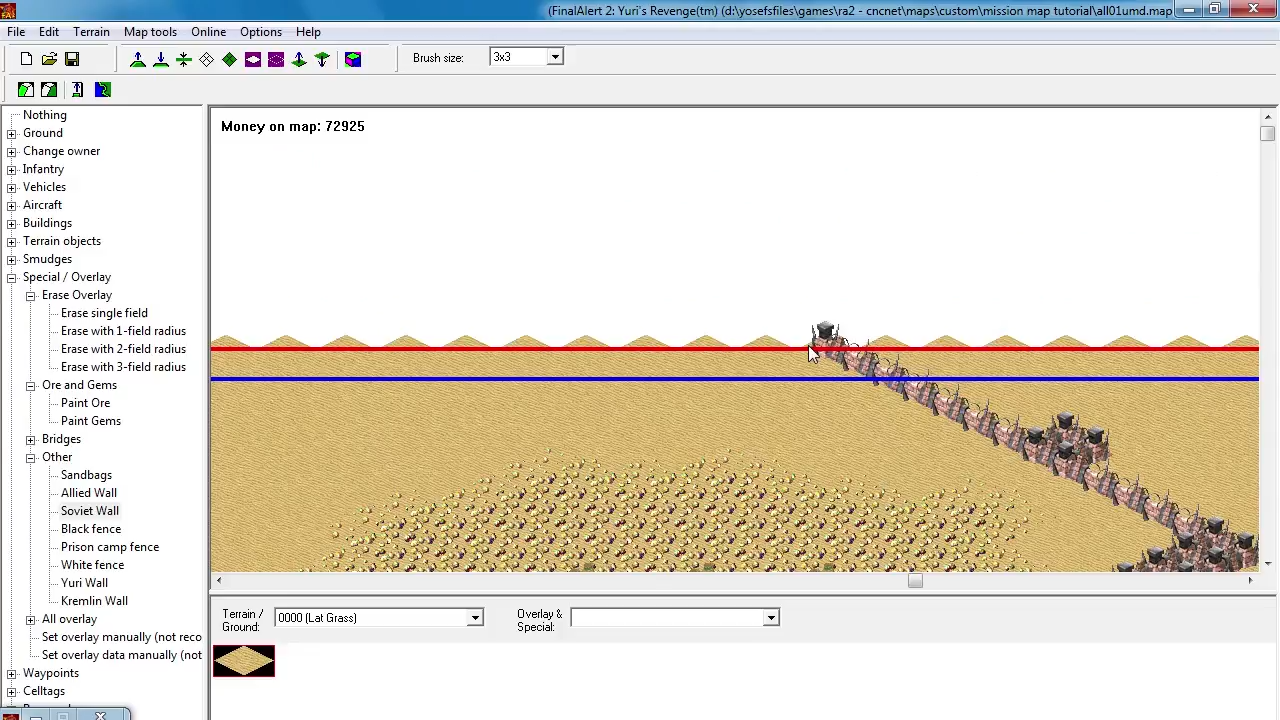 (FinalAlert 2: Yuri's Revenge(tm) (d:\yosefsfiles\games\ra2 - cncnet\maps\custom\mission map tutorial\all01umd.map
File Edit Terrain Map tools Online Options Help
Brush size: 3x3
Nothing
Ground
Change owner
Infantry
Vehicles
Aircraft
Buildings
Terrain objects
Smudges
Special / Overlay
Erase Overlay
Erase single field
Erase with 1-field radius
Erase with 2-field radius
Erase with 3-field radius
Ore and Gems
Paint Ore
Paint Gems
Bridges
Other
Sandbags
Allied Wall
Soviet Wall
Black fence
Prison camp fence
White fence
Yuri Wall
Kremlin Wall
All overlay
Set overlay manually (not reco
Set overlay data manually (not
Waypoints
Celltags
Money on map: 72925
Terrain /
Ground:
0000 (Lat Grass)
Overlay &
Special: